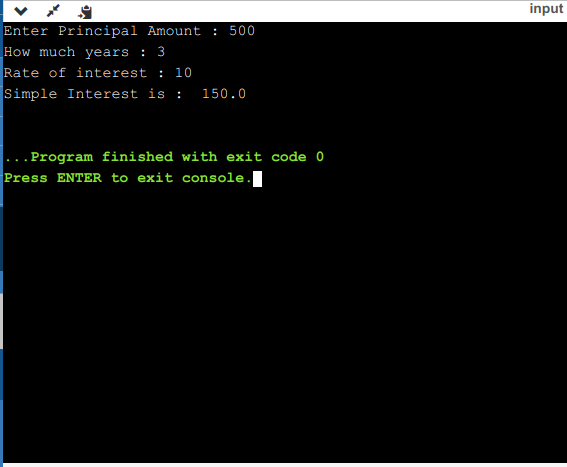 input
Enter Principal Amount : 500
How much years : 3
Rate of interest : 10
Simple Interest is :  150.0
...Program finished with exit code 0
Press ENTER to exit console.